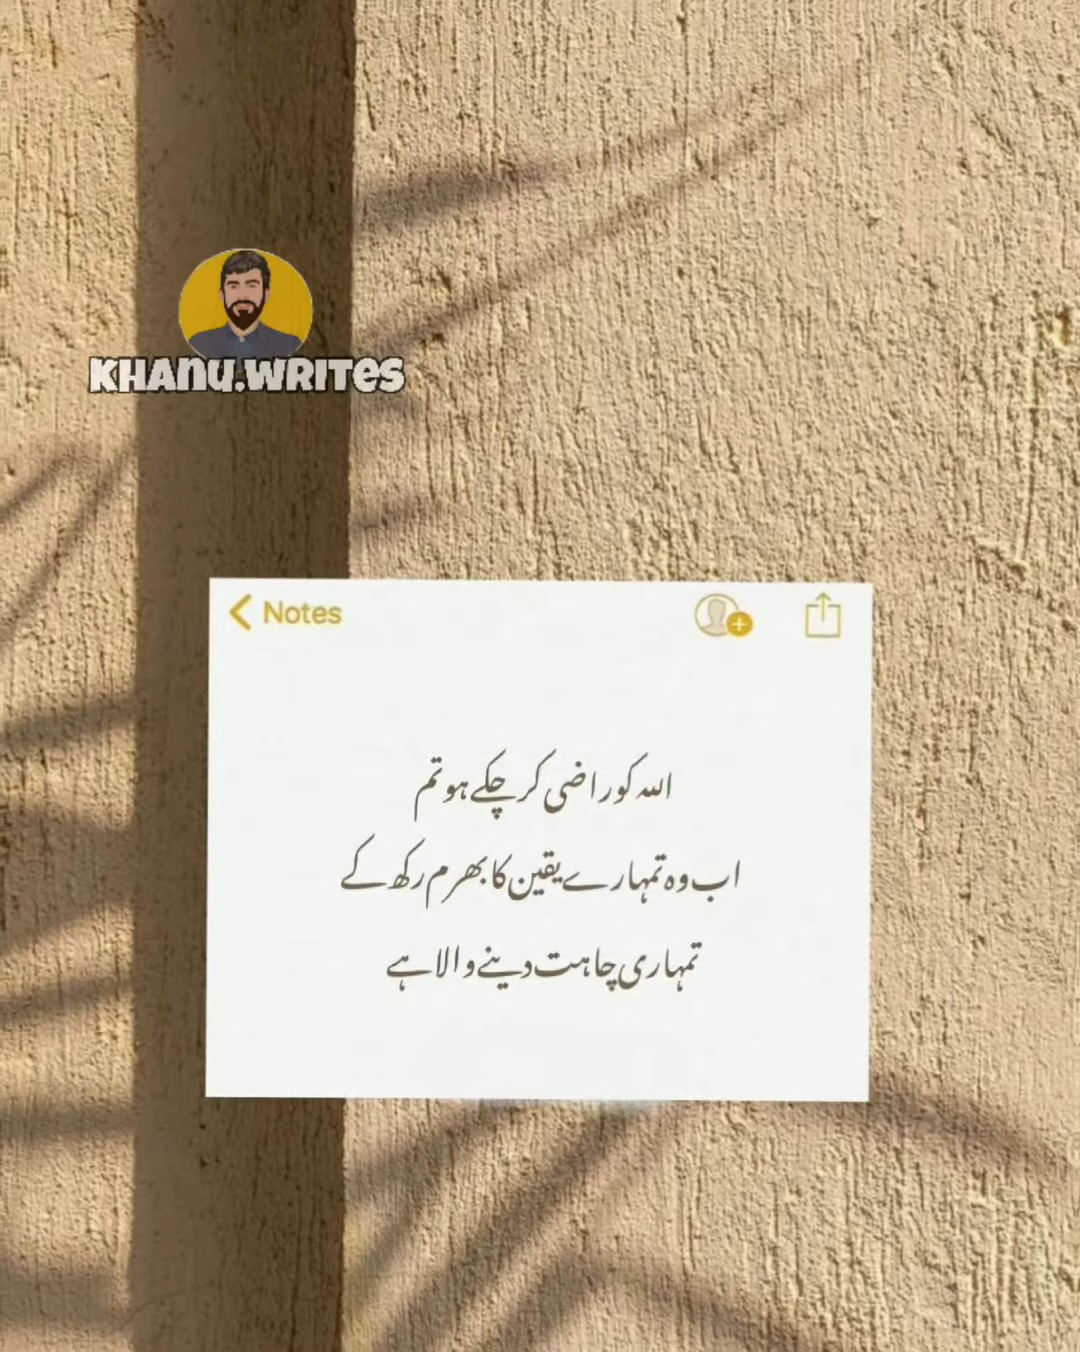 KHANU.WRITES
Notes
اللہ کو راضی کر چکے ہو تم
اب وہ تمہارے یقین کا بھرم رکھ کے
تمہاری چاہت دینے والا ہے